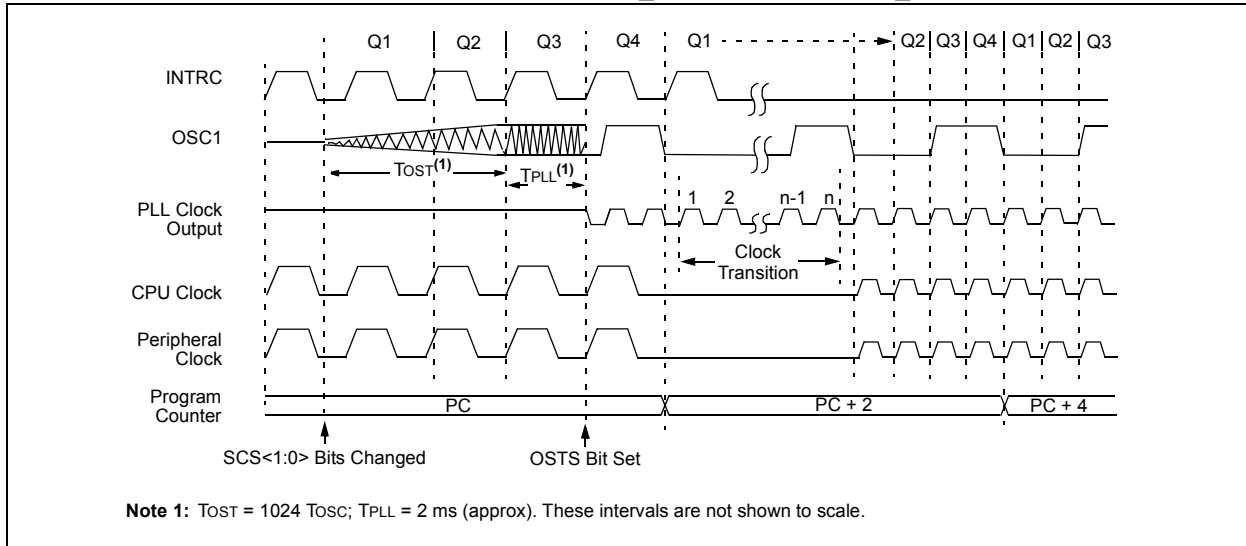 Q1 Q2 Q3 Q4 Q1 Q2 Q3 Q4 Q1 Q2 Q3
INTRC
OSC1
TOST(1) TPLL(1)
1 2 n-1 n
PLL Clock
Output
Clock
Transition
CPU Clock
Peripheral
Clock
Program
Counter
PC PC + 2 PC + 4
SCS<1:0> Bits Changed OSTS Bit Set
Note 1: TOST = 1024 TOSC; TPLL = 2 ms (approx). These intervals are not shown to scale.